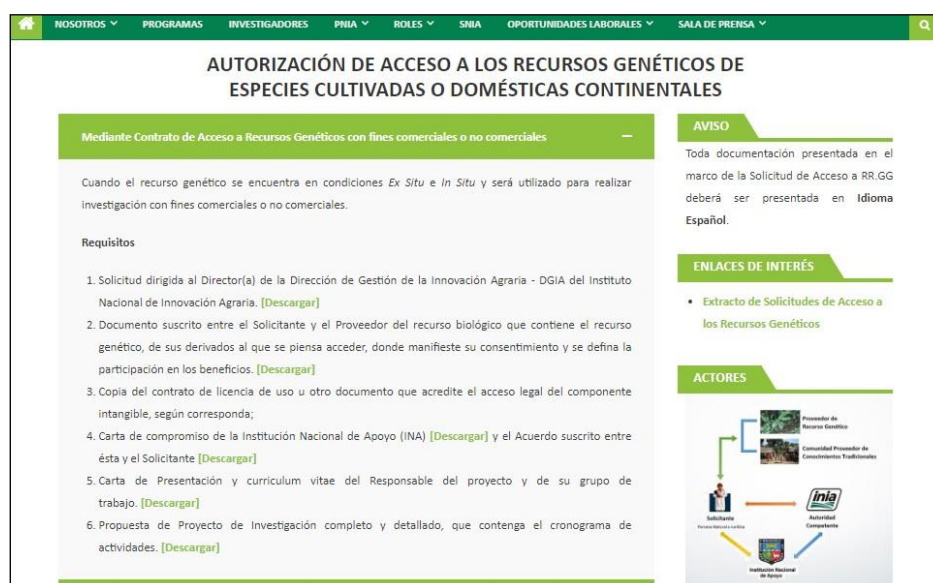 NOSOTROS PROGRAMAS INVESTIGADORES PNIA ROLES SNIA OPORTUNIDADES LABORALES SALA DE PRENSA
AUTORIZACIÓN DE ACCESO A LOS RECURSOS GENÉTICOS DE
ESPECIES CULTIVADAS O DOMÉSTICAS CONTINENTALES
Mediante Contrato de Acceso a Recursos Genéticos con fines comerciales o no comerciales
Cuando el recurso genético se encuentra en condiciones Ex Situ e In Situ y será utilizado para realizar
investigación con fines comerciales o no comerciales.
Requisitos
1. Solicitud dirigida al Director(a) de la Dirección de Gestión de la Innovación Agraria - DGIA del Instituto
Nacional de Innovación Agraria. [Descargar]
2. Documento suscrito entre el Solicitante y el Proveedor del recurso biológico que contiene el recurso
genético, de sus derivados al que se piensa acceder, donde manifieste su consentimiento y se defina la
participación en los beneficios. [Descargar]
3. Copia del contrato de licencia de uso u otro documento que acredite el acceso legal del componente
intangible, según corresponda;
4. Carta de compromiso de la Institución Nacional de Apoyo (INA) [Descargar] y el Acuerdo suscrito entre
ésta y el Solicitante [Descargar]
5. Carta de Presentación y curriculum vitae del Responsable del proyecto y de su grupo de
trabajo. [Descargar]
6. Propuesta de Proyecto de Investigación completo y detallado, que contenga el cronograma de
actividades. [Descargar]
AVISO
Toda documentación presentada en el
marco de la Solicitud de Acceso a RR.GG
deberá ser presentada en Idioma
Español.
ENLACES DE INTERÉS
• Extracto de Solicitudes de Acceso a
los Recursos Genéticos
ACTORES
Proveedor de
Recurso Genético
Comunidad Proveedor de
Conocimientos Tradicionales
Solicitante
Persona Natural o Jurídica
inia
Autoridad
Competente
Institución Nacional
de Apoyo